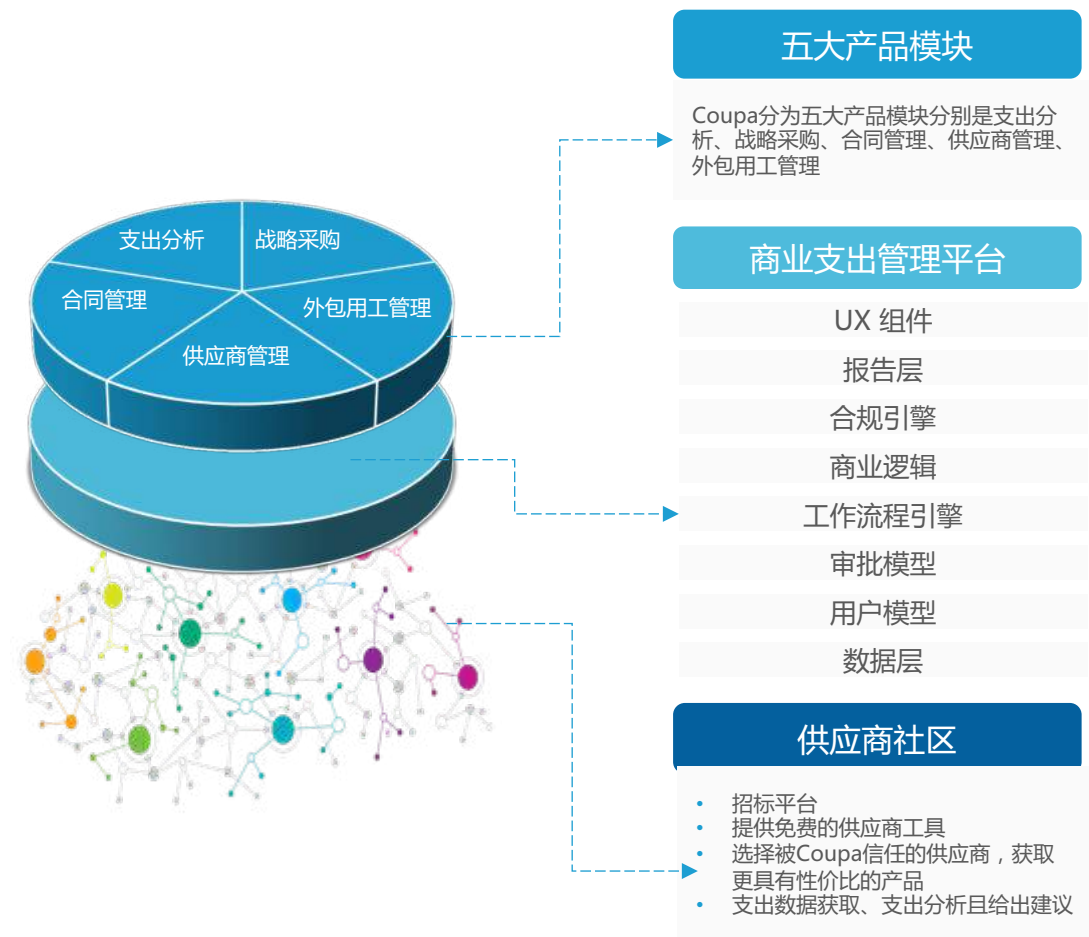 五大产品模块
Coupa分为五大产品模块分别是支出分
析、战略采购、合同管理、供应商管理、
外包用工管理
支出分析
战略采购
合同管理
外包用工管理
供应商管理
商业支出管理平台
UX 组件
报告层
合规引擎
商业逻辑
工作流程引擎
审批模型
用户模型
数据层
供应商社区
• 招标平台
• 提供免费的供应商工具
• 选择被Coupa信任的供应商，获取
更具有性价比的产品
• 支出数据获取、支出分析且给出建议